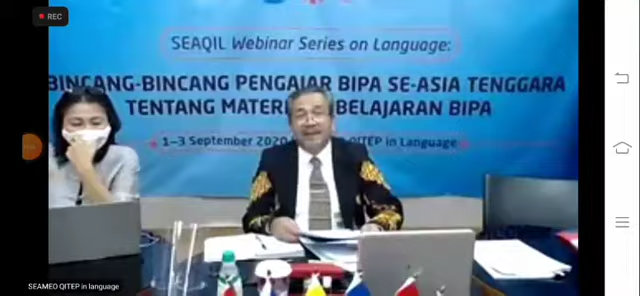 REC
SEAQIL Webinar Series on Language:
BINCANG-BINCANG PENGAJAR BIPA SE-ASIA TENGGARA
TENTANG MATERI BELAJARAN BIPA
1-3 September 2020 QITEP in Language
SEAMEO QITEP in language